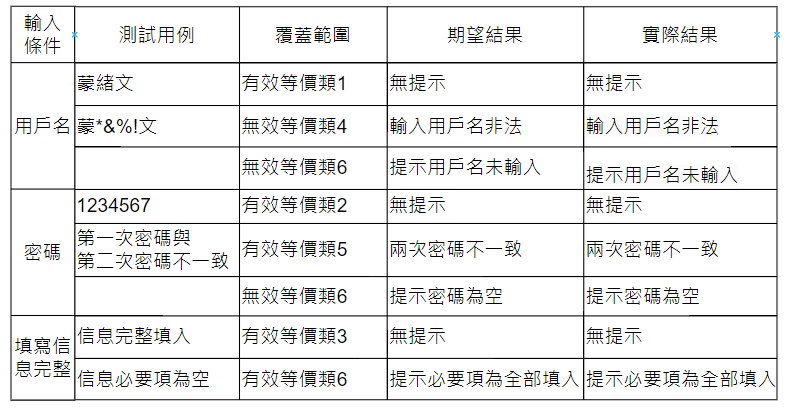 輸入
條件
測試用例
覆蓋範圍
期望結果
實際結果
用戶名
蒙緒文
有效等價類1
無提示
無提示
蒙*&%!文
無效等價類4
輸入用戶名非法
輸入用戶名非法
無效等價類6
提示用戶名未輸入
提示用戶名未輸入
密碼
1234567
有效等價類2
無提示
無提示
第一次密碼與
第二次密碼不一致
有效等價類5
兩次密碼不一致
兩次密碼不一致
無效等價類6
提示密碼為空
提示密碼為空
填寫信
息完整
信息完整填入
有效等價類3
無提示
無提示
信息必要項為空
有效等價類6
提示必要項為全部填入
提示必要項為全部填入